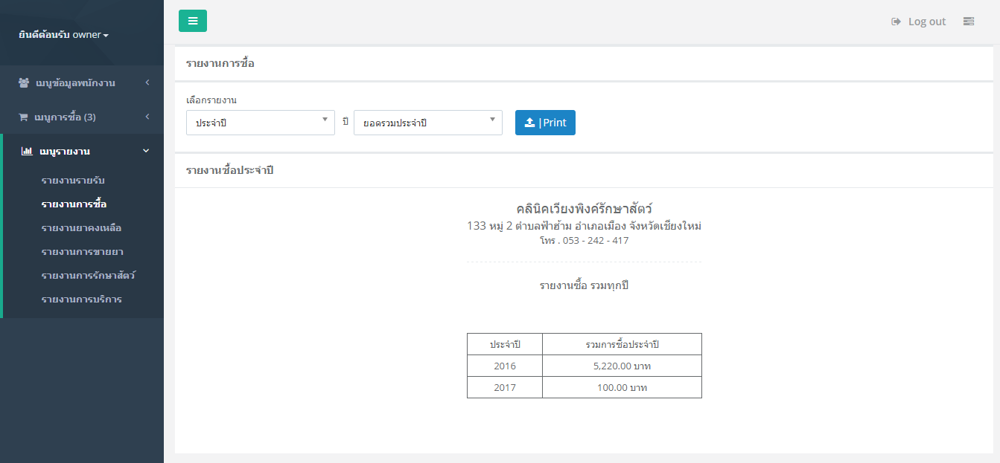 ยินดีต้อนรับ owner
เมนูข้อมูลพนักงาน
เมนูการซื้อ (3)
เมนูรายงาน
รายงานรายรับ
รายงานการซื้อ
รายงานยาคงเหลือ
รายงานการขายยา
รายงานการรักษาสัตว์
รายงานการบริการ
Log out
รายงานการซื้อ
เลือกรายงาน
ประจำปี ปี ยอดรวมประจำปี |Print
รายงานซื้อประจำปี
คลินิคเวียงพิงค์รักษาสัตว์
133 หมู่ 2 ตำบลฟ้าฮ้าม อำเภอเมือง จังหวัดเชียงใหม่
โทร . 053 - 242 - 417
รายงานซื้อ รวมทุกปี
ประจำปี รวมการซื้อประจำปี
2016 5,220.00 บาท
2017 100.00 บาท